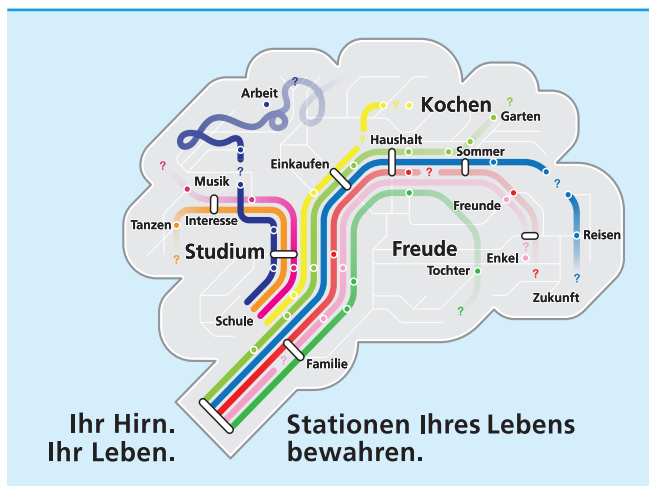 ?
Arbeit
?
Kochen
?
Garten
?
Haushalt
Sommer
?
Einkaufen
?
?
Musik
?
Freunde
Tanzen
Interesse
Reisen
Studium
Freude
Enkel
?
Tochter
?
?
?
Zukunft
Schule
?
Familie
?
Ihr Hirn.
Ihr Leben.
Stationen Ihres Lebens
bewahren.